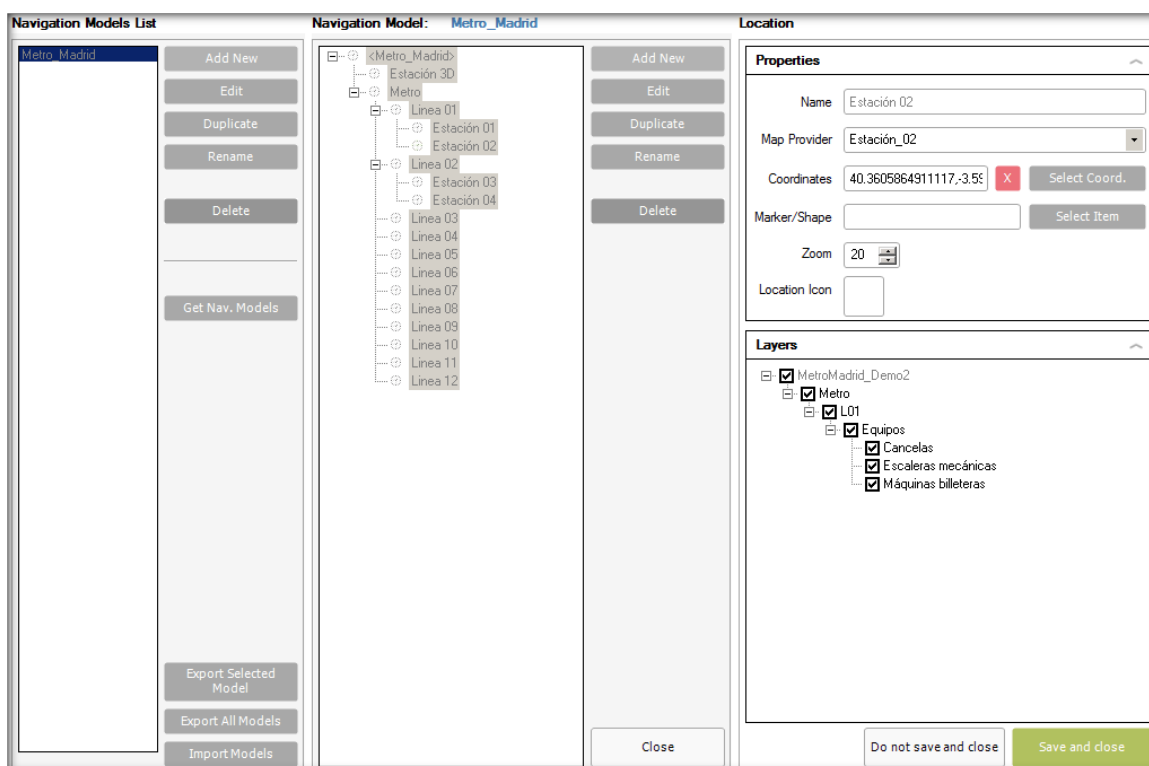 Navigation Models List
Metro_Madrid
Add New
Edit
Duplicate
Rename
Delete
Get Nav. Models
Export Selected
Model
Export All Models
Import Models
Navigation Model: Metro_Madrid
<Metro_Madrid>
Estación 3D
Metro
Linea 01
Estación 01
Estación 02
Linea 02
Estación 03
Estación 04
Linea 03
Linea 04
Linea 05
Linea 06
Linea 07
Linea 08
Linea 09
Linea 10
Linea 11
Linea 12
Add New
Edit
Duplicate
Rename
Delete
Close
Location
Properties
Name Estación 02
Map Provider Estación_02
Coordinates 40.3605864911117,-3.59 X Select Coord.
Marker/Shape Select Item
Zoom 20
Location Icon
Layers
MetroMadrid_Demo2
Metro
L01
Equipos
Cancelas
Escaleras mecánicas
Máquinas billeteras
Do not save and close Save and close